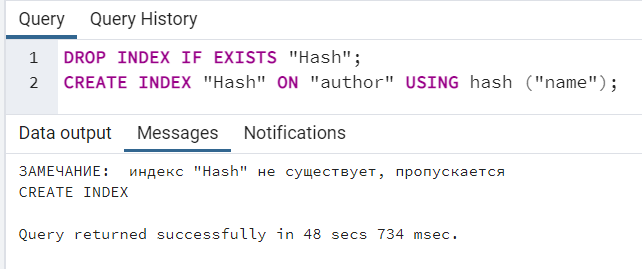 Query Query History
1 DROP INDEX IF EXISTS "Hash";
2 CREATE INDEX "Hash" ON "author" USING hash ("name");
Data output Messages Notifications
ЗАМЕЧАНИЕ:  индекс "Hash" не существует, пропускается
CREATE INDEX
Query returned successfully in 48 secs 734 msec.